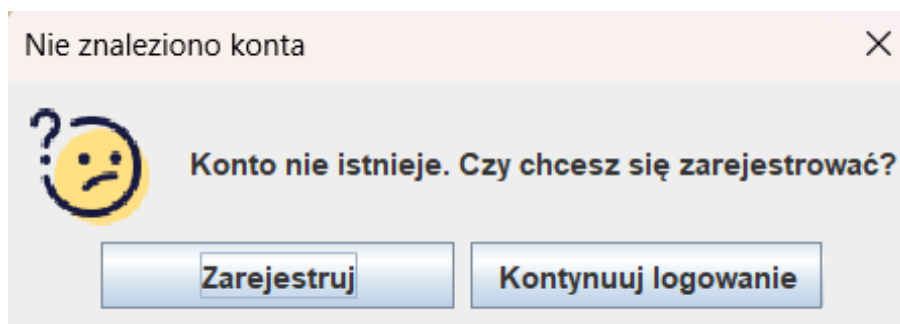 Nie znaleziono konta
Konto nie istnieje. Czy chcesz się zarejestrować?
Zarejestruj
Kontynuuj logowanie